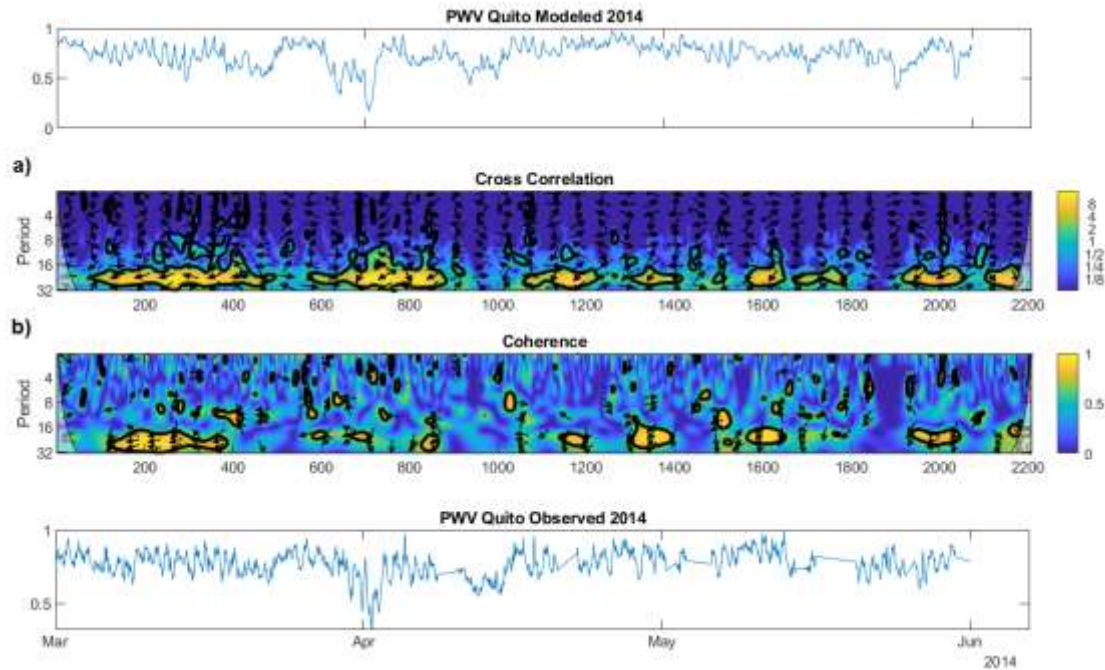 PWV Quito Modeled 2014
1
0.5
0
a)
Cross Correlation
Period
4
8
16
32
8
4
2
1
1/2
1/4
1/8
200 400 600 800 1000 1200 1400 1600 1800 2000 2200
b)
Coherence
Period
4
8
16
32
1
0.5
0
200 400 600 800 1000 1200 1400 1600 1800 2000 2200
PWV Quito Observed 2014
1
0.5
Mar Apr May Jun
2014